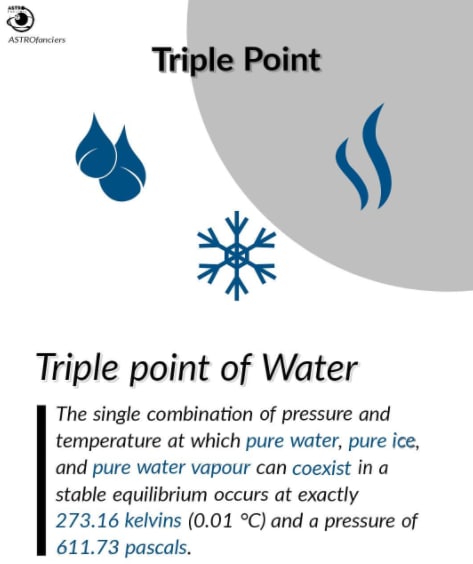 ASTRO
ASTROfanciers
Triple Point
Triple point of Water
The single combination of pressure and
temperature at which pure water, pure ice,
and pure water vapour can coexist in a
stable equilibrium occurs at exactly
273.16 kelvins (0.01 °C) and a pressure of
611.73 pascals.